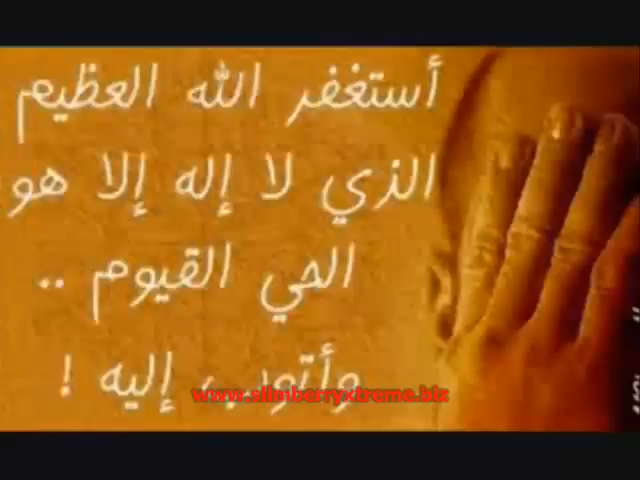 أستغفر الله العظيم
الذي لا إله إلا هو
الحي القيوم ..
وأتوب إليه !
www.slimberryxtreme.biz